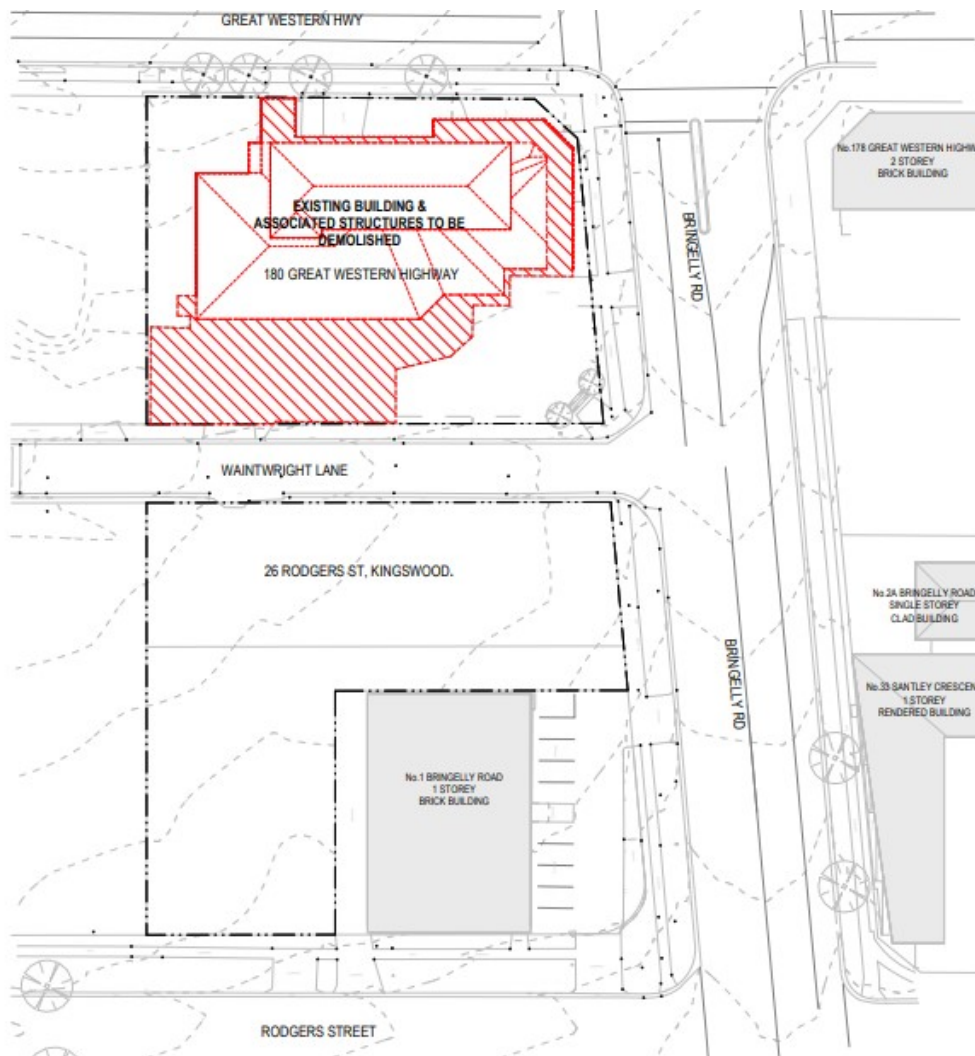 GREAT WESTERN HWY
No.178 GREAT WESTERN HIGHW
2 STOREY
BRICK BUILDING
EXISTING BUILDING &
ASSOCIATED STRUCTURES TO BE
DEMOLISHED
180 GREAT WESTERN HIGHWAY
BRINGELLY RD
WAINTWRIGHT LANE
26 RODGERS ST, KINGSWOOD.
No.2A BRINGELLY ROAD
SINGLE STOREY
CLAD BUILDING
BRINGELLY RD
No.33 SANTLEY CRESCEN
1 STOREY
RENDERED BUILDING
No.1 BRINGELLY ROAD
1 STOREY
BRICK BUILDING
RODGERS STREET